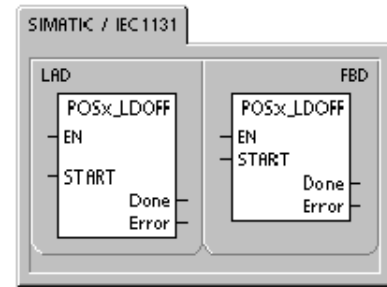 SIMATIC / IEC1131
LAD
POSx_LDOFF
EN
START
Done
Error
FBD
POSx_LDOFF
EN
START
Done
Error